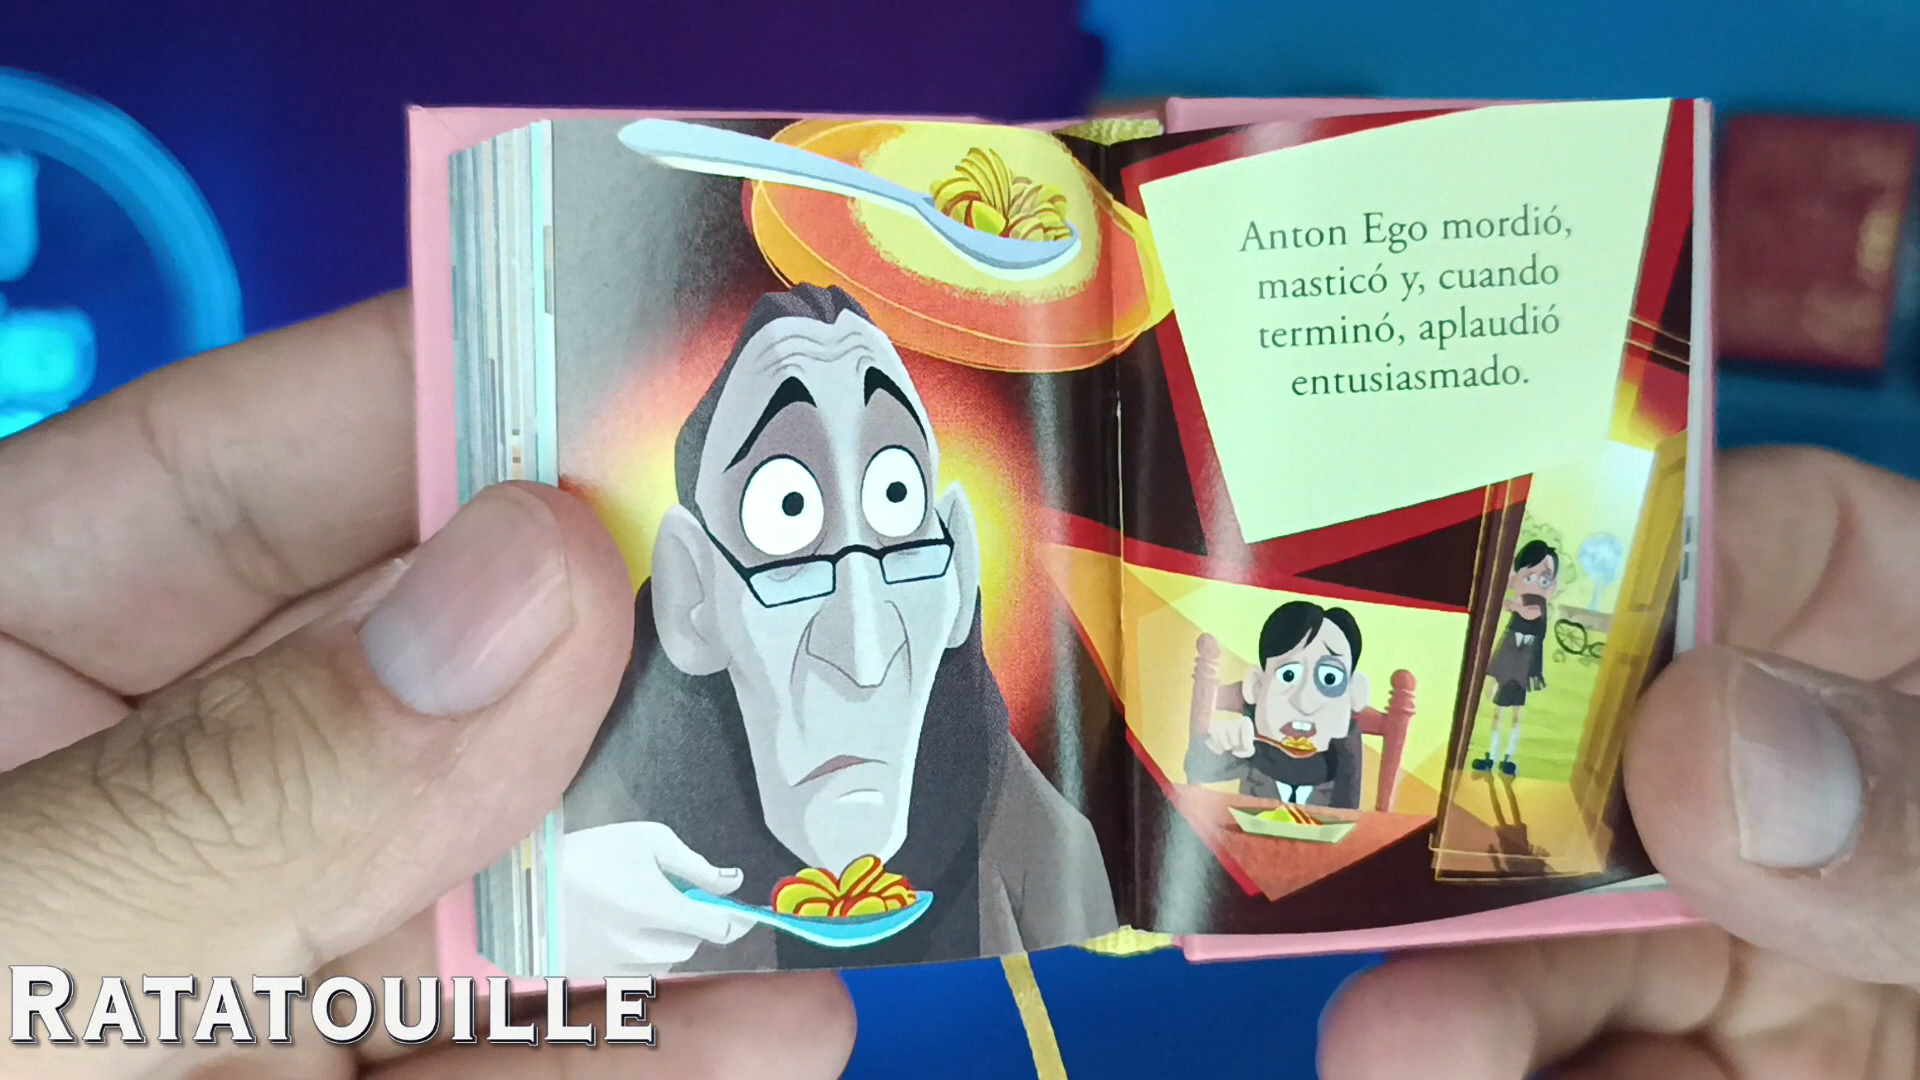 Anton Ego mordió,
masticó y, cuando
terminó, aplaudió
entusiasmado.
RATATOUILLE